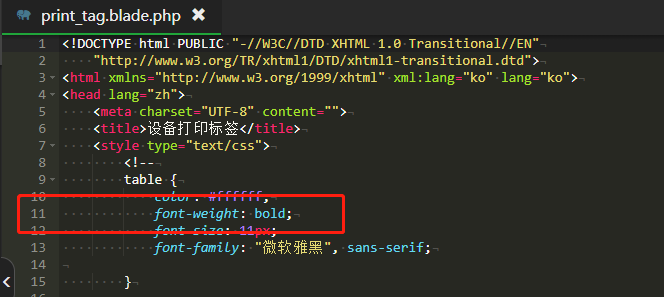 print_tag.blade.php
1 <!DOCTYPE html PUBLIC "-//W3C//DTD XHTML 1.0 Transitional//EN"
2 "http://www.w3.org/TR/xhtml1/DTD/xhtml1-transitional.dtd">
3 <html xmlns="http://www.w3.org/1999/xhtml" xml:lang="ko" lang="ko">
4 <head lang="zh">
5 <meta charset="UTF-8" content="">
6 <title>设备打印标签</title>
7 <style type="text/css">
8 <!--
9 table {
10 color: #ffffff;
11 font-weight: bold;
12 font-size: 11px;
13 font-family: "微软雅黑", sans-serif;
14
15 }